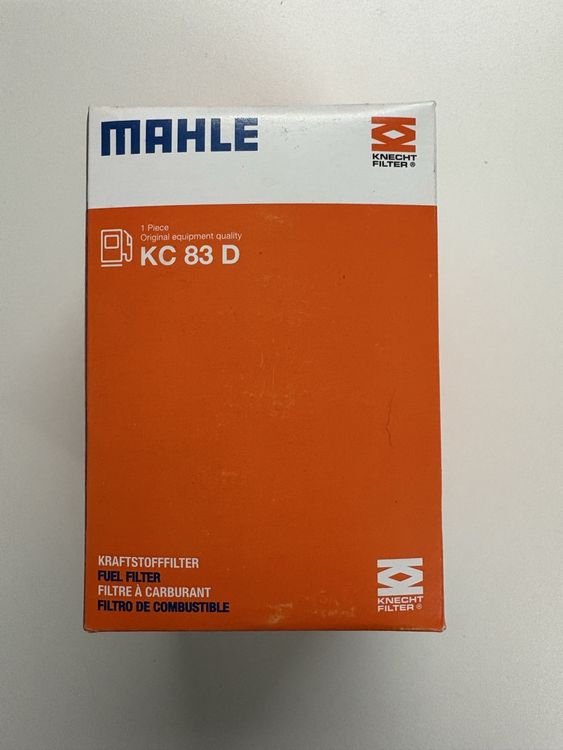 MAHLE
KNECHT
FILTER®
1 Piece
Original equipment quality
KC 83 D
KRAFTSTOFFFILTER
FUEL FILTER
FILTRE À CARBURANT
FILTRO DE COMBUSTIBLE
KNECHT
FILTER®